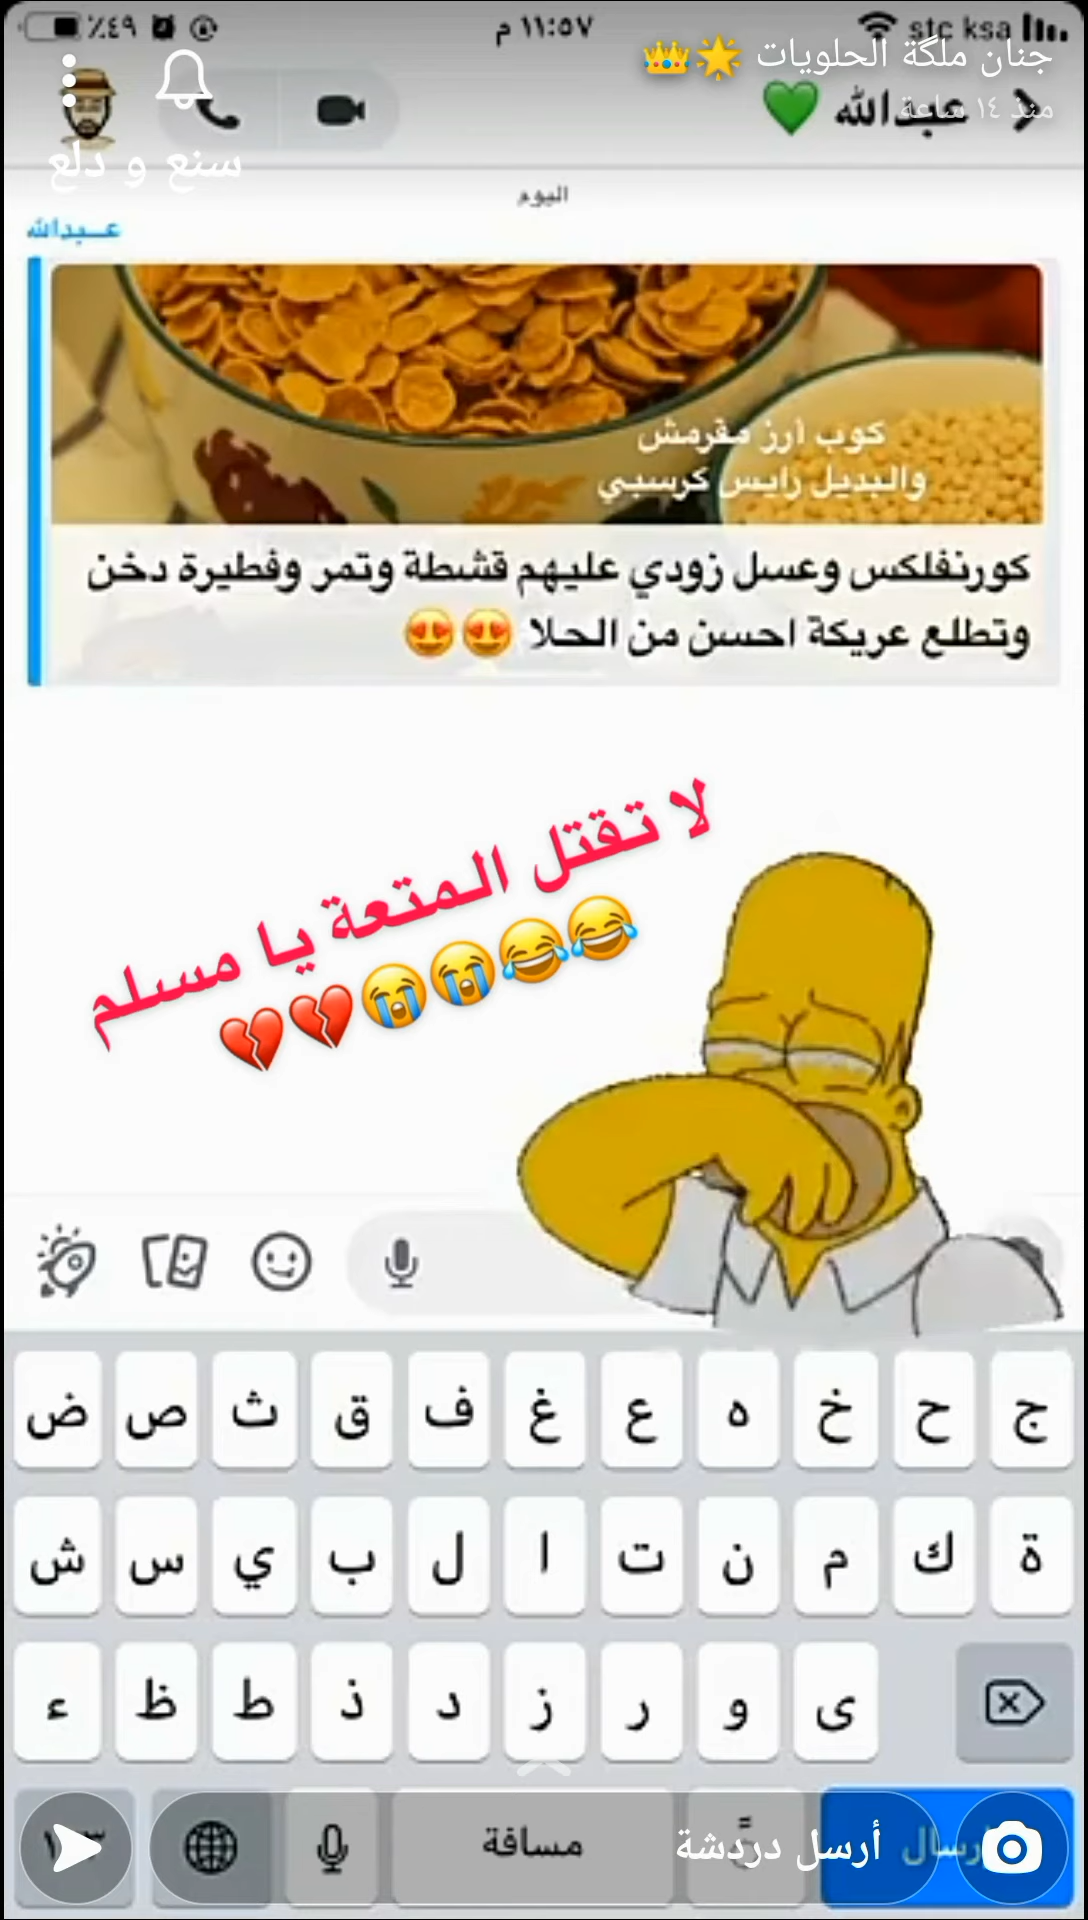 stc ksa
١١:٥٧ م
٪٤٩
جنان ملگة الحلويات 🌟👑
منذ ١٤ ساعة
عبدالله 💚
سنع و دلع
اليوم
عـبدالله
كوب أرز مقرمش
والبديل رايس كرسبي
كورنفلكس وعسل زودي عليهم قشطة وتمر وفطيرة دخن
وتطلع عريكة احسن من الحلا 😍😍
لا تقتل المتعة يا مسلم
😂😂😭😭💔💔
ج ح خ ه ع غ ف ق ث ص ض
ة ك م ن ت ا ل ب ي س ش
ى و ر ز د ذ ط ظ ء
إرسال
أرسل دردشة
مسافة